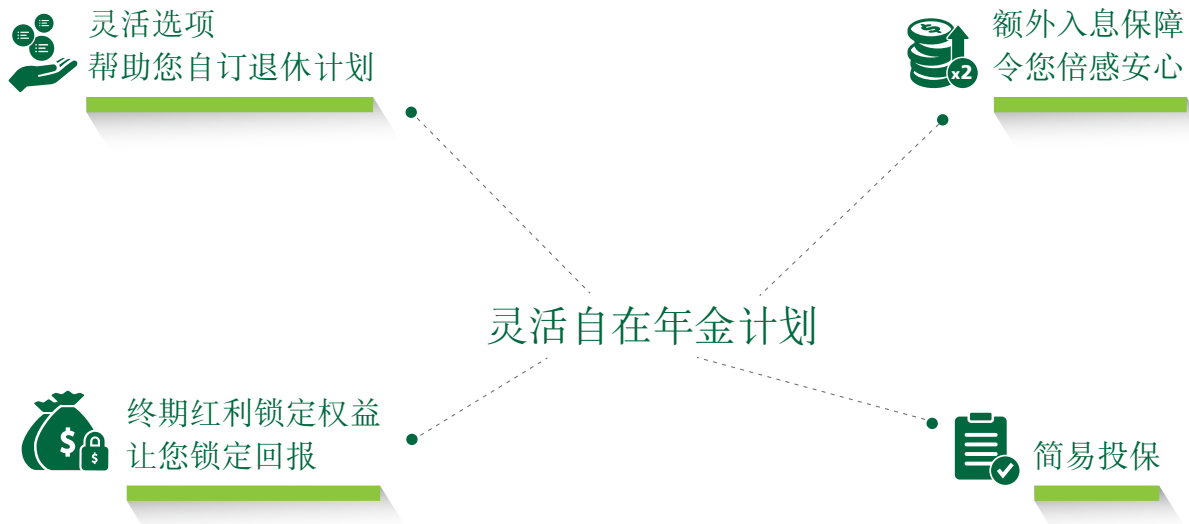 灵活选项
帮助您自订退休计划
额外入息保障
令您倍感安心
x2
灵活自在年金计划
终期红利锁定权益
让您锁定回报
$
$
简易投保